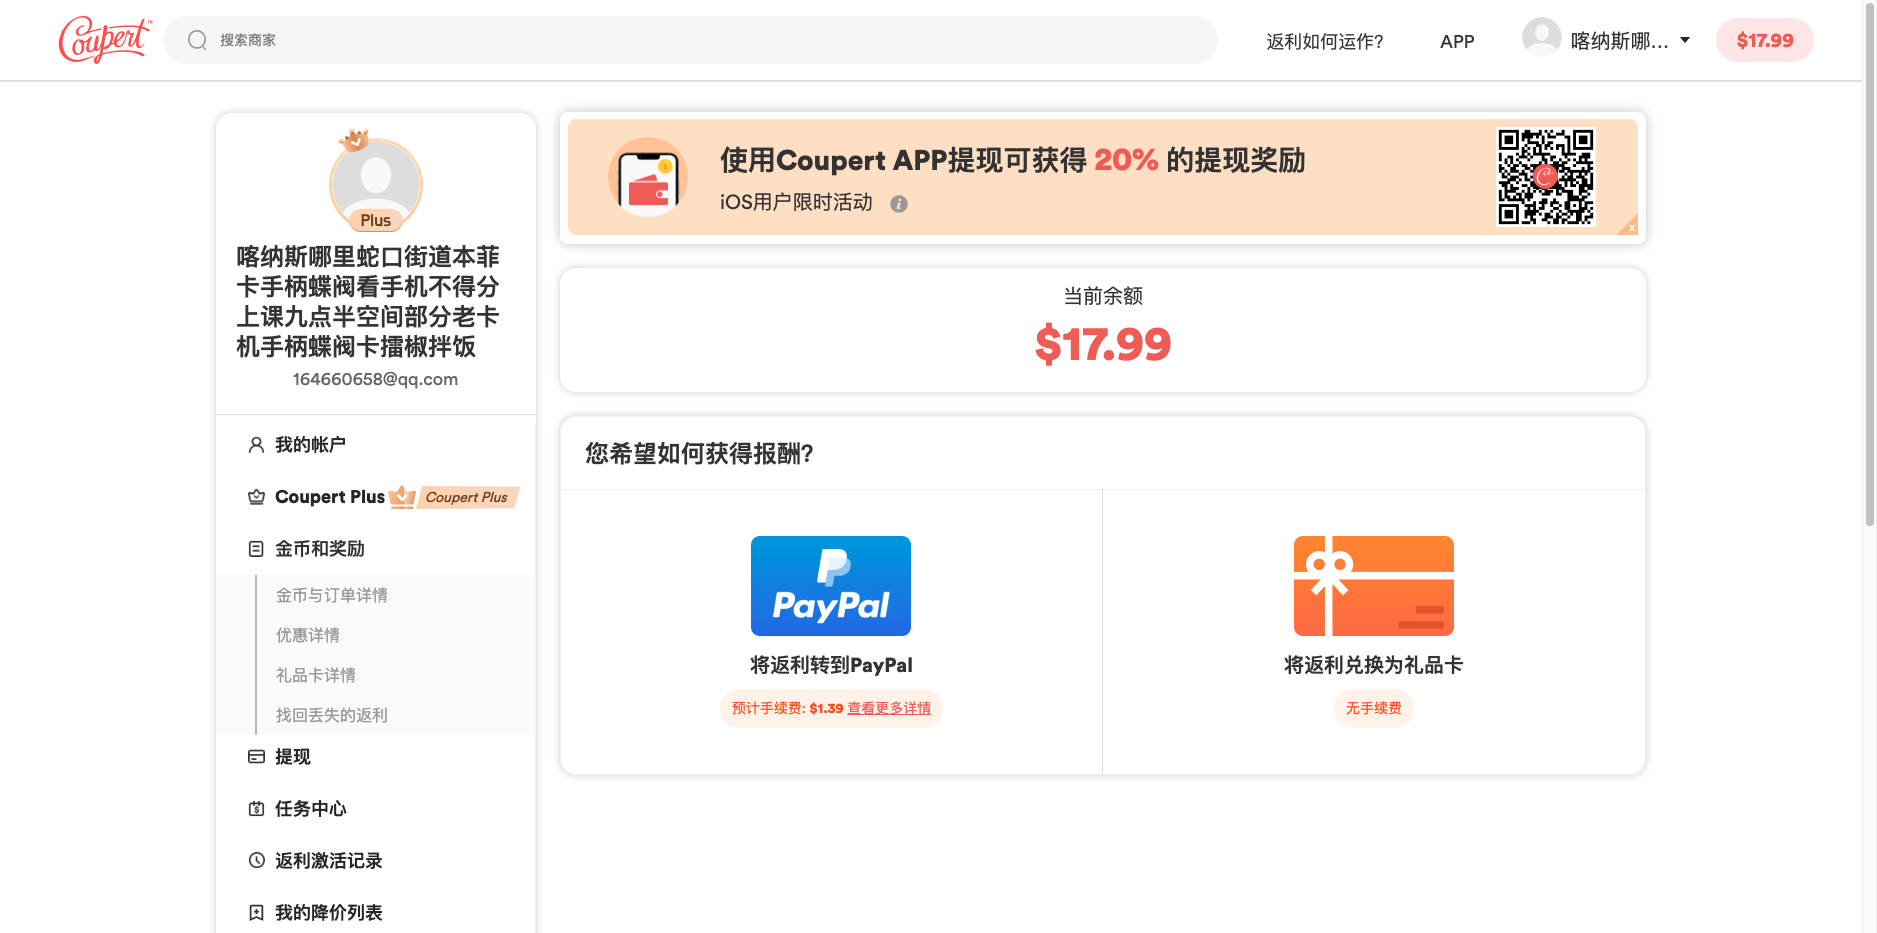 Coupert™
搜索商家
返利如何运作?
APP
喀纳斯哪...
$17.99
Plus
喀纳斯哪里蛇口街道本菲
卡手柄蝶阀看手机不得分
上课九点半空间部分老卡
机手柄蝶阀卡擂椒拌饭
164660658@qq.com
我的帐户
Coupert Plus Coupert Plus
金币和奖励
金币与订单详情
优惠详情
礼品卡详情
找回丢失的返利
提现
任务中心
返利激活记录
我的降价列表
使用Coupert APP提现可获得 20% 的提现奖励
iOS用户限时活动
x
当前余额
$17.99
您希望如何获得报酬?
PayPal
将返利转到PayPal
预计手续费: $1.39 查看更多详情
将返利兑换为礼品卡
无手续费